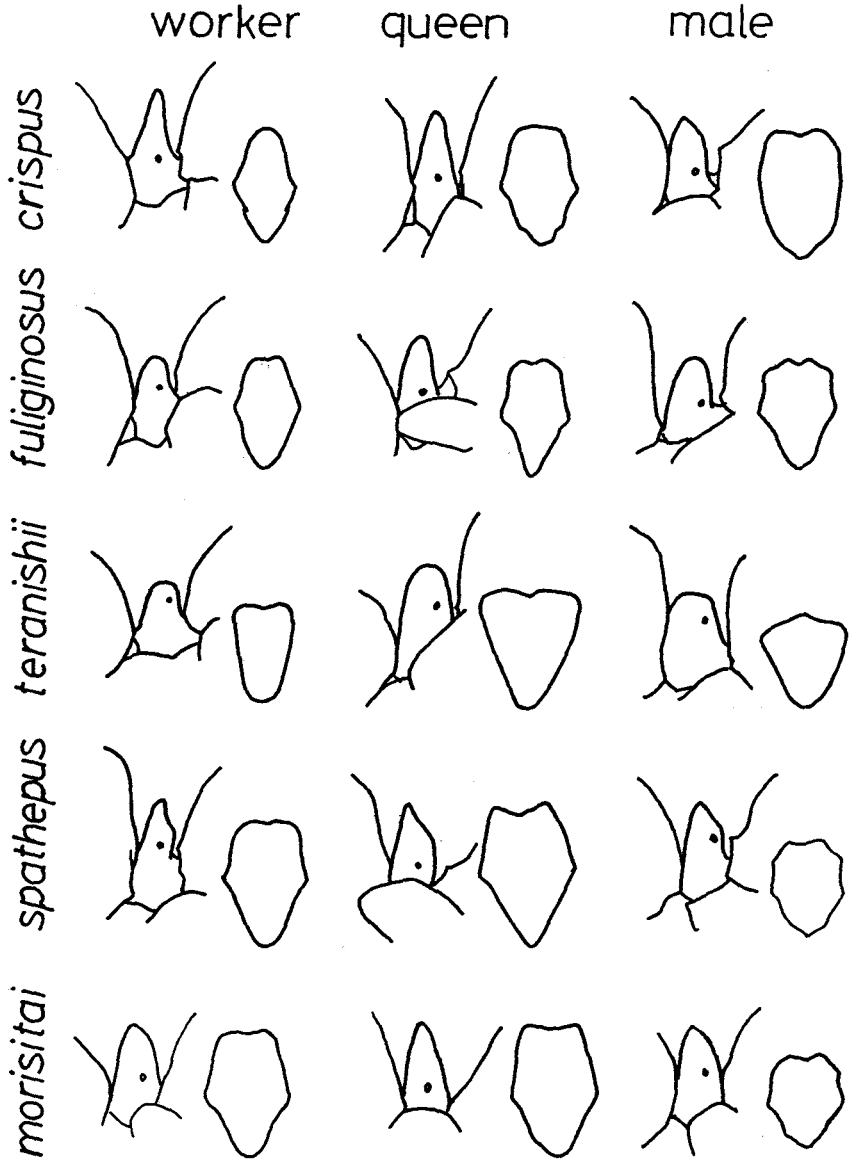 worker queen male
crispus
fuliginosus
teranishii
spathepus
morisitai